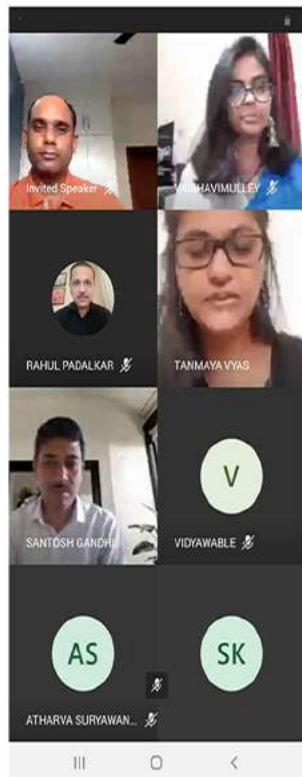 Invited Speaker
VAIBHAVIMULLEY
RAHUL PADALKAR
TANMAYA VYAS
SANTOSH GANDHI
V
VIDYAWABLE
AS
SK
ATHARVA SURYAWAN...